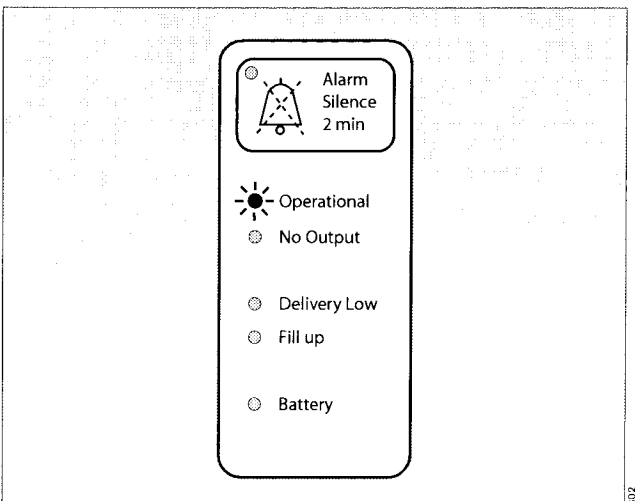 Alarm
Silence
2 min
Operational
No Output
Delivery Low
Fill up
Battery